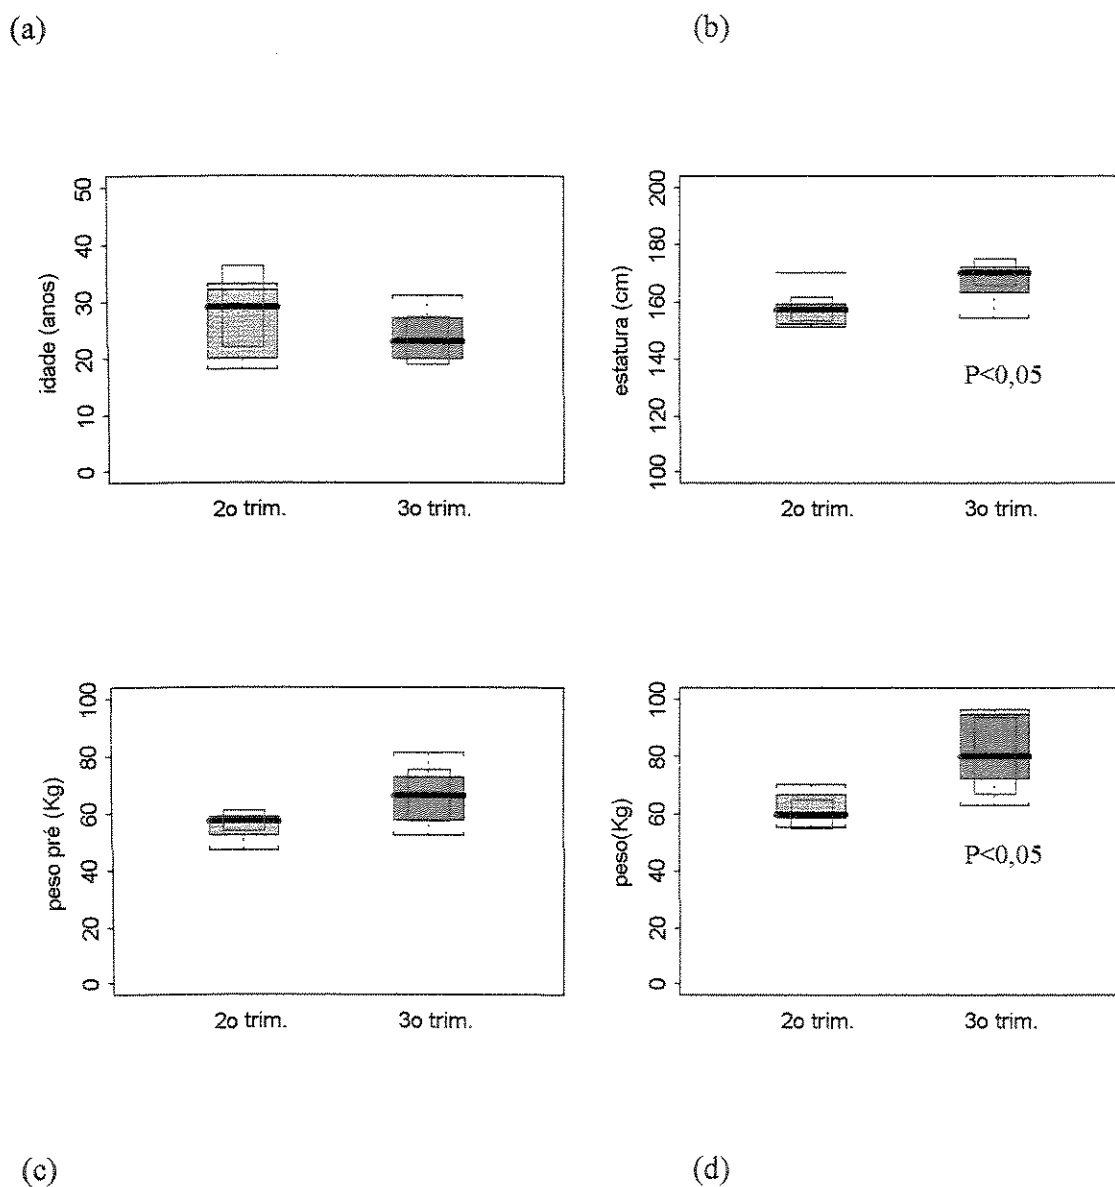 (a)
(b)
idade (anos)
50
40
30
20
10
0
2o trim.
3o trim.
estatura (cm)
200
180
160
140
120
100
P<0,05
2o trim.
3o trim.
peso pré (Kg)
100
80
60
40
20
0
2o trim.
3o trim.
peso(Kg)
100
80
60
40
20
0
P<0,05
2o trim.
3o trim.
(c)
(d)